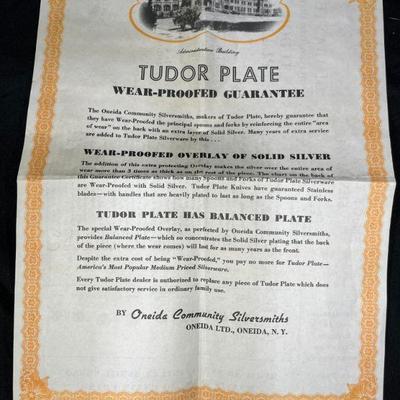 Administration Building
TUDOR PLATE
WEAR-PROOFED GUARANTEE
The Oneida Community Silversmiths, makers of Tudor Plate, hereby guarantee that
they have Wear-Proofed the principal spoons and forks by reinforcing the entire "area
of wear" on the back with an extra layer of Solid Silver. Many years of extra service
are added to Tudor Plate Silverware by this . . .
WEAR-PROOFED OVERLAY OF SOLID SILVER
The addition of this extra protecting Overlay makes the silver over the entire area of
wear more than 3 times as thick as on the rest of the piece. The chart on the back of
this Guarantee Certificate shows how many Spoons and Forks of Tudor Plate Silverware
are Wear-Proofed with Solid Silver. Tudor Plate Knives have guaranteed Stainless
blades—with handles that are heavily plated to last as long as the Spoons and Forks.
TUDOR PLATE HAS BALANCED PLATE
The special Wear-Proofed Overlay, as perfected by Oneida Community Silversmiths,
provides Balanced Plate—which so concentrates the Solid Silver plating that the back
of the piece (where the wear comes) will last for as many years as the front.
Despite the extra cost of being "Wear-Proofed," you pay no more for Tudor Plate—
America's Most Popular Medium Priced Silverware.
Every Tudor Plate dealer is authorized to replace any piece of Tudor Plate which does
not give satisfactory service in ordinary family use.
BY Oneida Community Silversmiths
ONEIDA LTD., ONEIDA, N. Y.